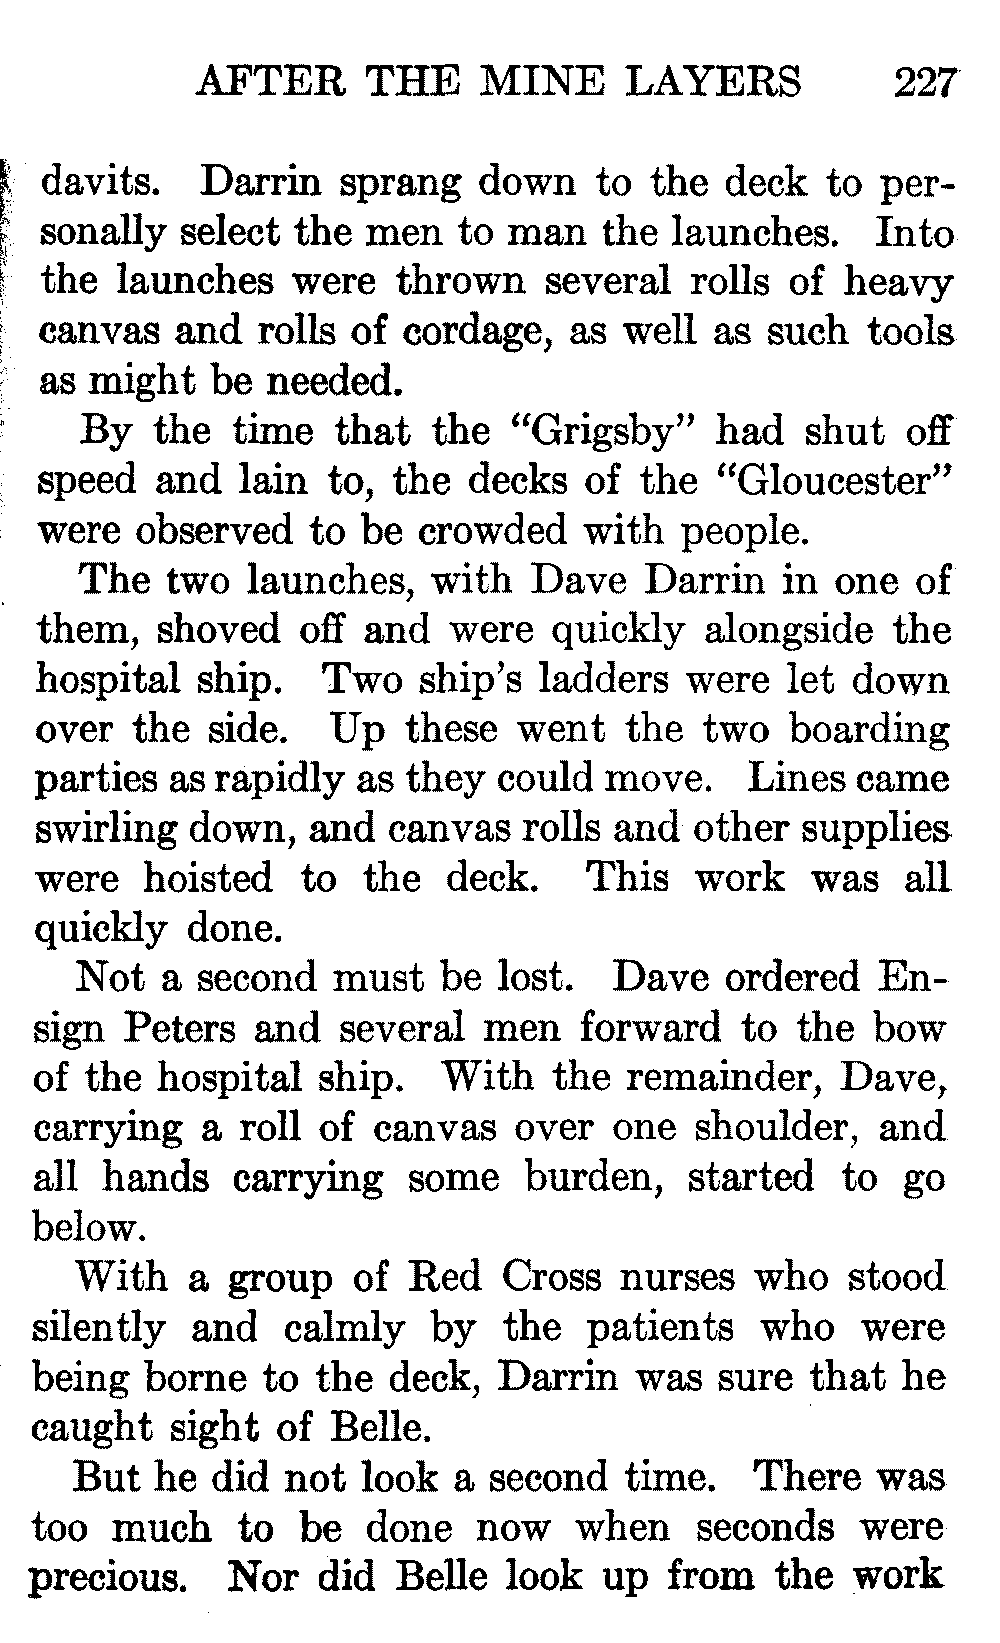 AFTER THE MINE LAYERS 227
davits. Darrin sprang down to the deck to per-
sonally select the men to man the launches. Into
the launches were thrown several rolls of heavy
canvas and rolls of cordage, as well as such tools
as might be needed.
By the time that the “Grigsby” had shut off
speed and lain to, the decks of the “Gloucester”
were observed to be crowded with people.
The two launches, with Dave Darrin in one of
them, shoved off and were quickly alongside the
hospital ship. Two ship's ladders were let down
over the side. Up these went the two boarding
parties as rapidly as they could move. Lines came
swirling down, and canvas rolls and other supplies
were hoisted to the deck. This work was all
quickly done.
Not a second must be lost. Dave ordered En-
sign Peters and several men forward to the bow
of the hospital ship. With the remainder, Dave,
carrying a roll of canvas over one shoulder, and
all hands carrying some burden, started to go
below.
With a group of Red Cross nurses who stood
silently and calmly by the patients who were
being borne to the deck, Darrin was sure that he
caught sight of Belle.
But he did not look a second time. There was
too much to be done now when seconds were
precious. Nor did Belle look up from the work